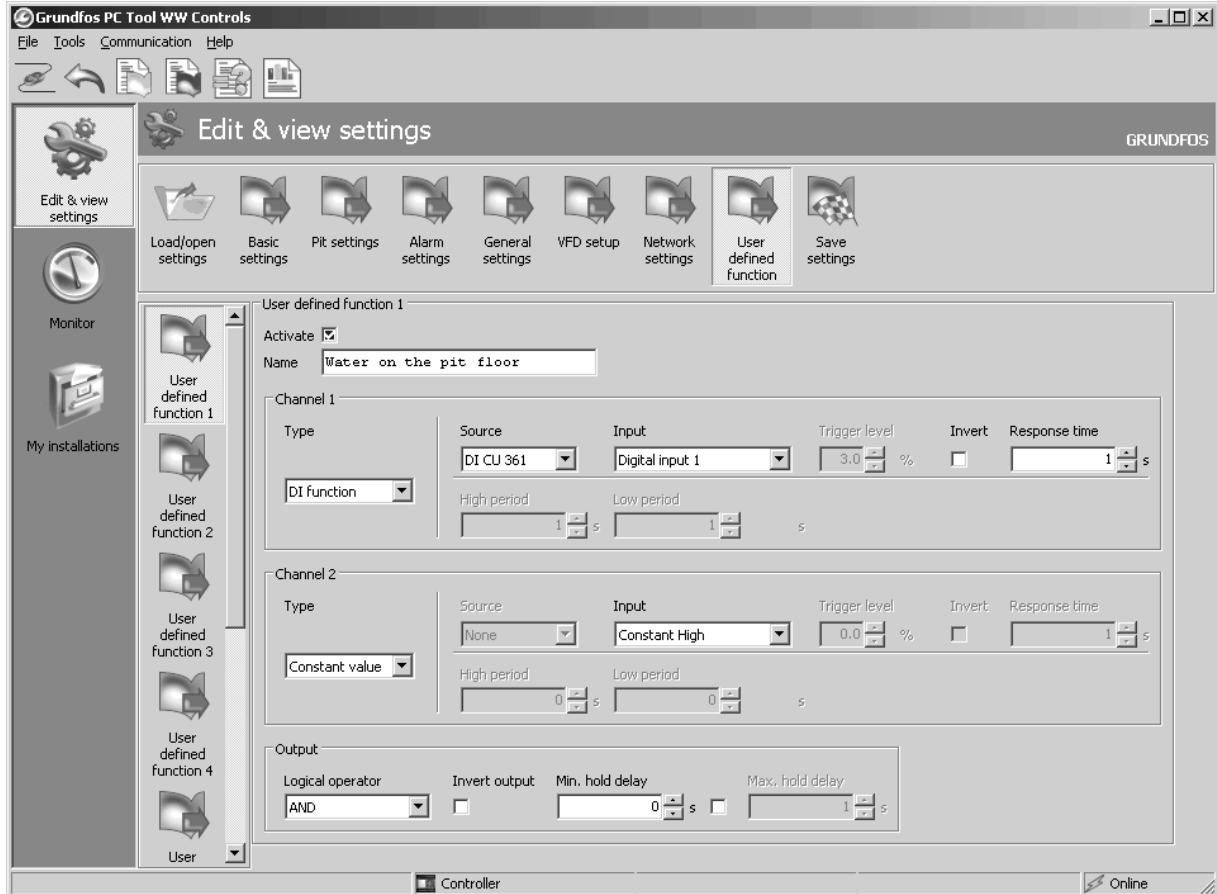 Grundfos PC Tool WW Controls
File Tools Communication Help
Edit & view settings
GRUNDFOS
Edit & view
settings
Monitor
My installations
Load/open
settings
Basic
settings
Pit settings
Alarm
settings
General
settings
VFD setup
Network
settings
User
defined
function
Save
settings
User
defined
function 1
User
defined
function 2
User
defined
function 3
User
defined
function 4
User
User defined function 1
Activate
Name Water on the pit floor
Channel 1
Type Source Input Trigger level Invert Response time
DI function DI CU 361 Digital input 1 3.0 % 1 s
High period Low period
1 s 1 s
Channel 2
Type Source Input Trigger level Invert Response time
Constant value None Constant High 0.0 % 1 s
High period Low period
0 s 0 s
Output
Logical operator Invert output Min. hold delay Max. hold delay
AND 0 s 1 s
Controller Online